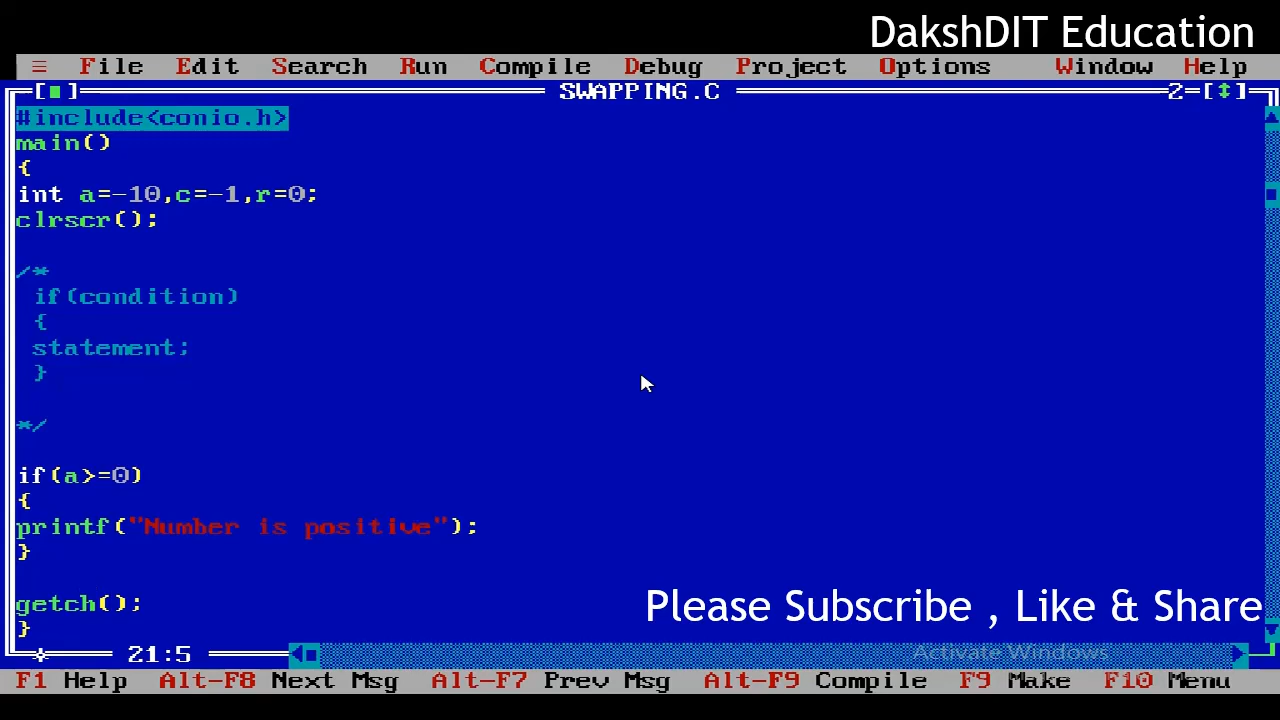 DakshDIT Education
≡ File Edit Search Run Compile Debug Project Options Window Help
[■] SWAPPING.C 2=[↕]
#include<conio.h>
main()
{
int a=-10,c=-1,r=0;
clrscr();
/*
if(condition)
{
statement;
}
*/
if(a>=0)
{
printf("Number is positive");
}
getch();
}
Please Subscribe , Like & Share
21:5
Activate Windows
F1 Help Alt-F8 Next Msg Alt-F7 Prev Msg Alt-F9 Compile F9 Make F10 Menu